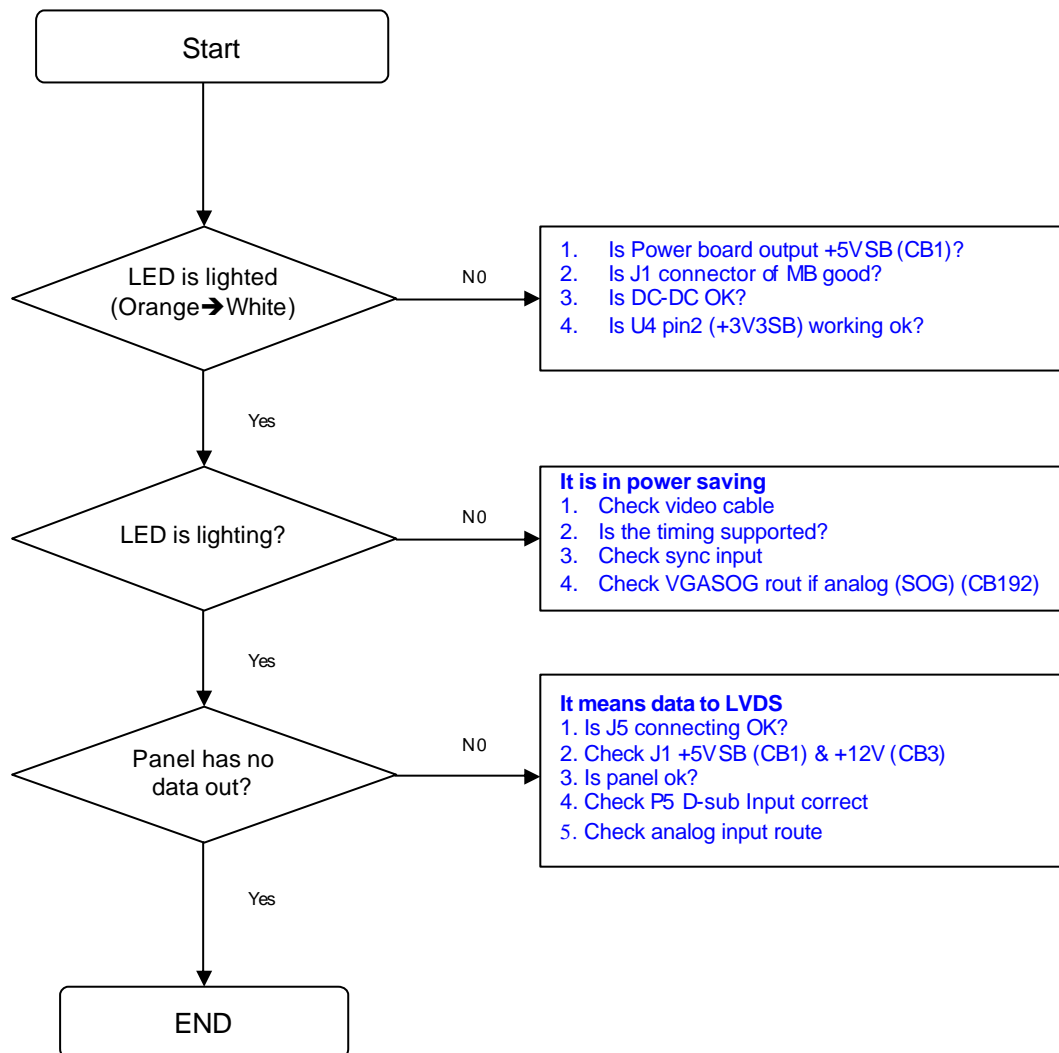 Start
LED is lighted
(Orange➔White)
N0
1. Is Power board output +5VSB (CB1)?
2. Is J1 connector of MB good?
3. Is DC-DC OK?
4. Is U4 pin2 (+3V3SB) working ok?
Yes
LED is lighting?
N0
It is in power saving
1. Check video cable
2. Is the timing supported?
3. Check sync input
4. Check VGASOG rout if analog (SOG) (CB192)
Yes
Panel has no
data out?
N0
It means data to LVDS
1. Is J5 connecting OK?
2. Check J1 +5VSB (CB1) & +12V (CB3)
3. Is panel ok?
4. Check P5 D-sub Input correct
5. Check analog input route
Yes
END